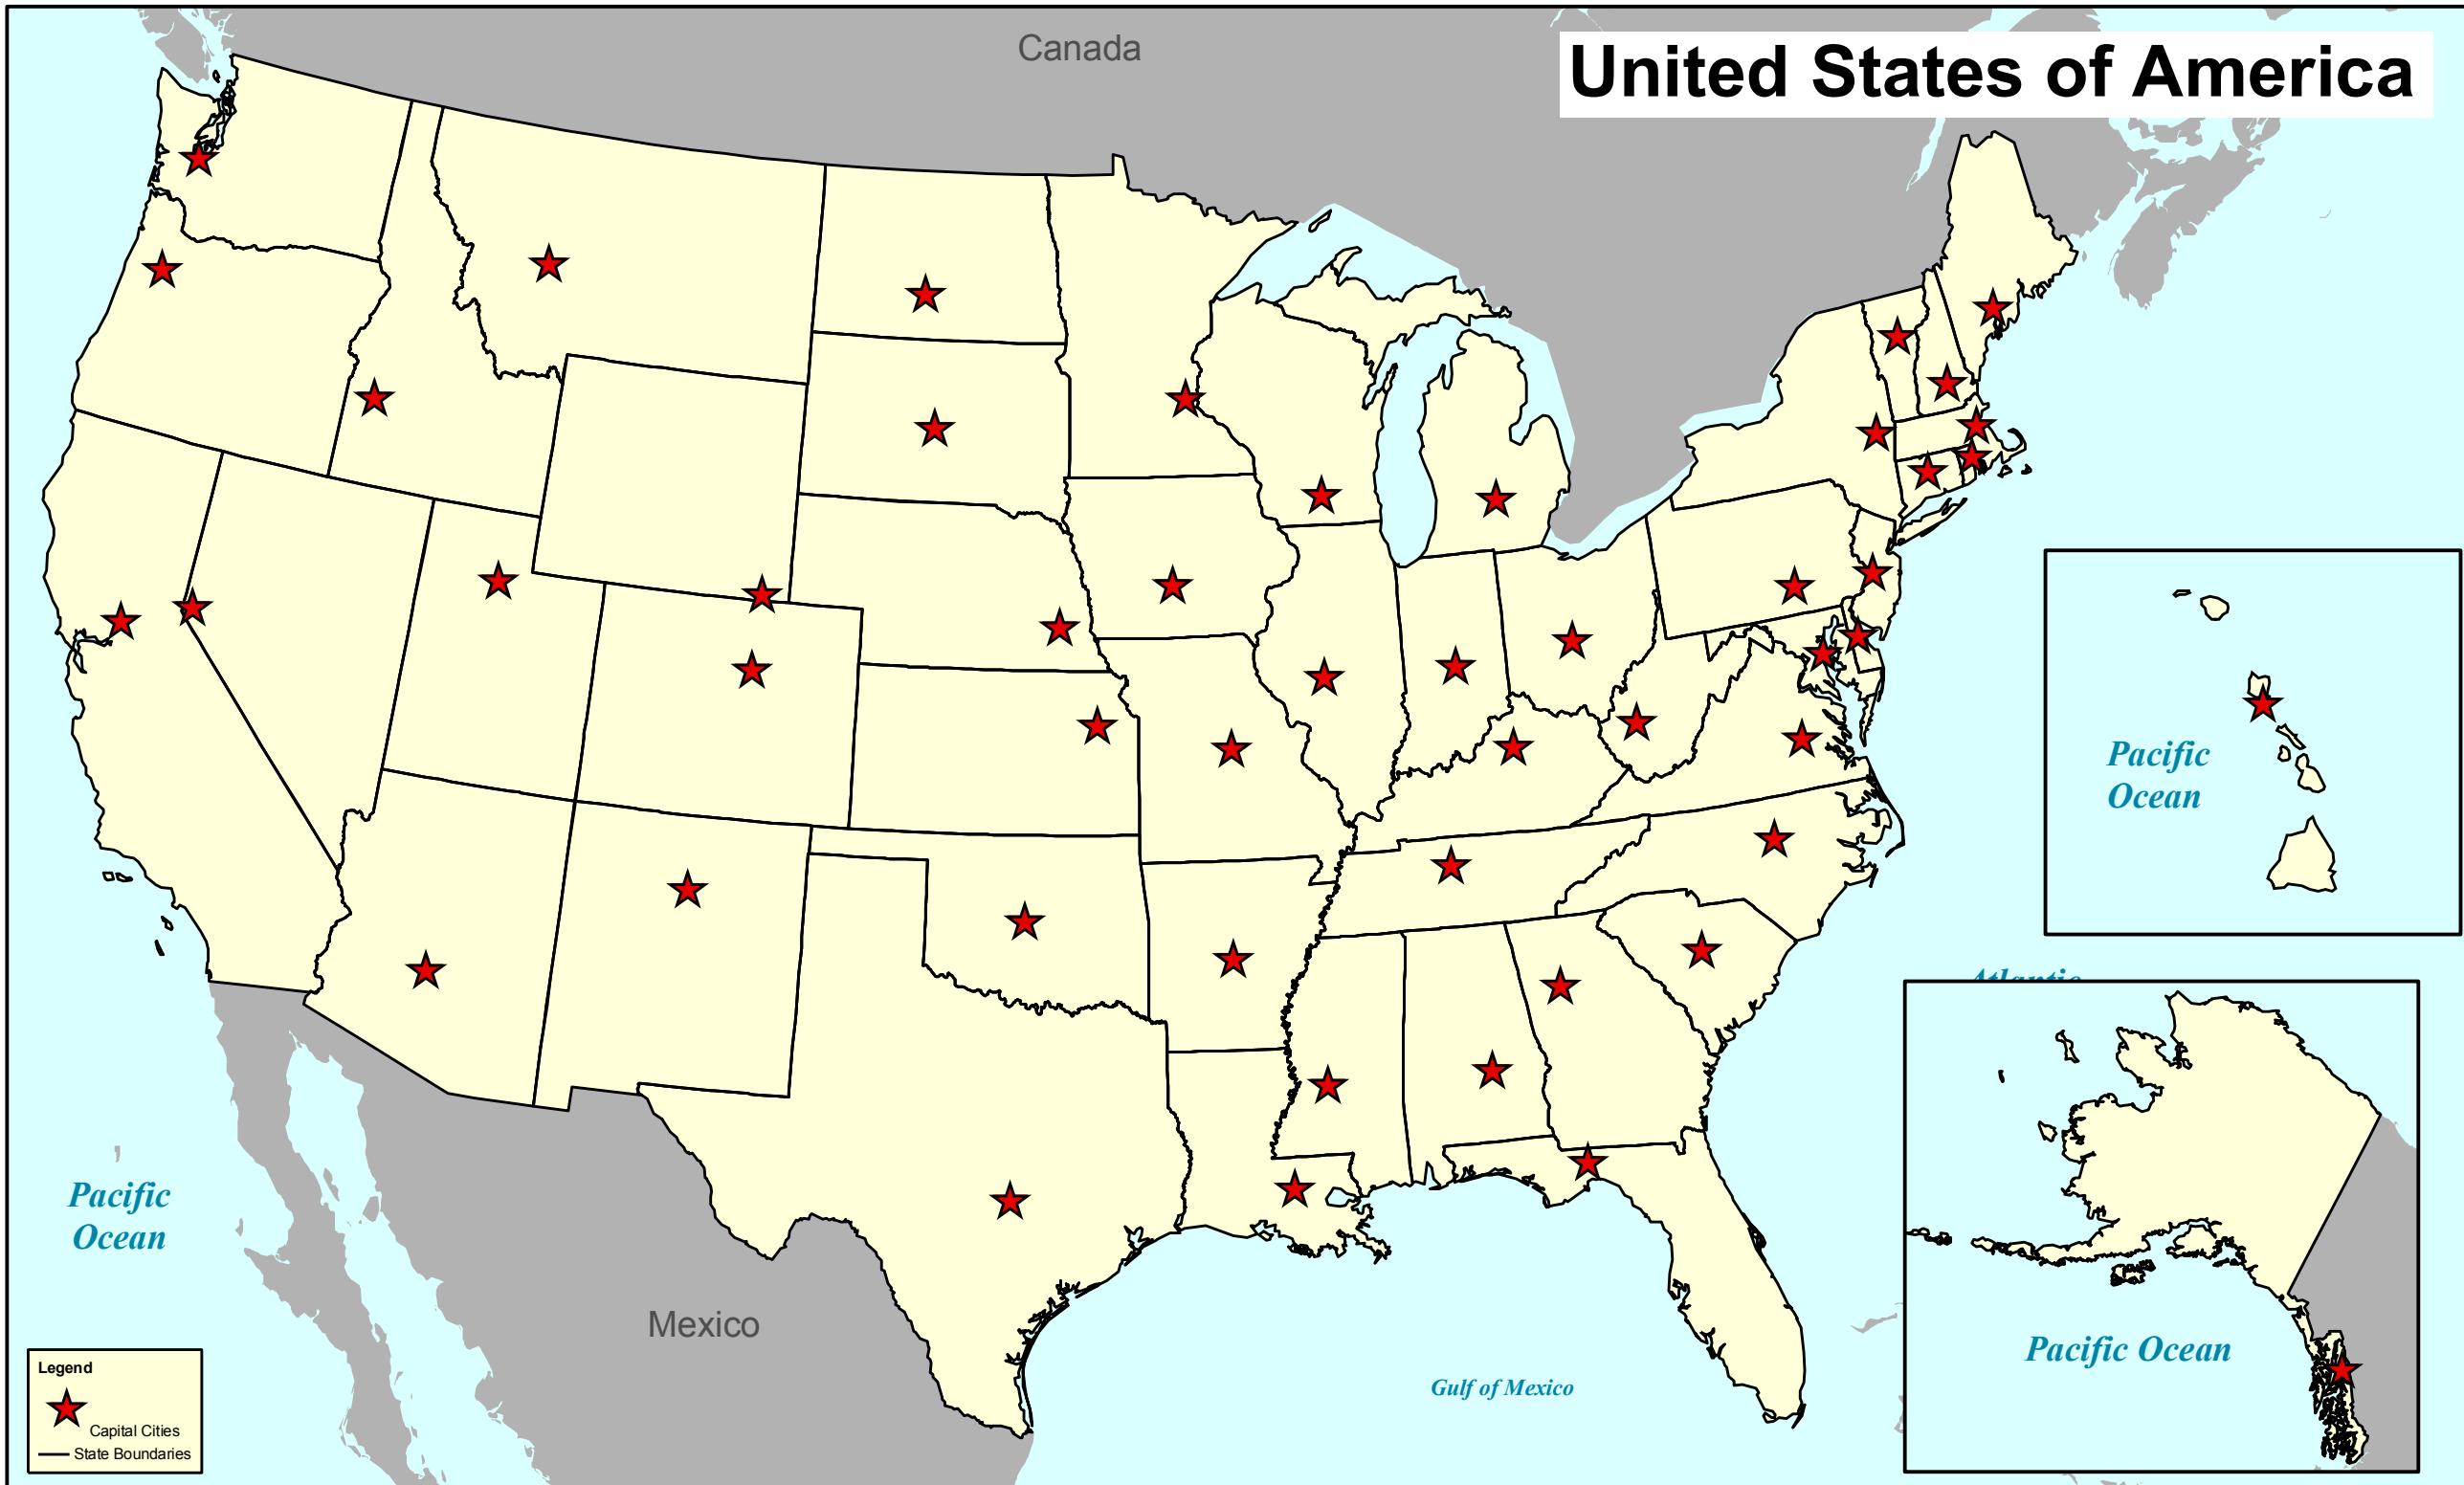 Canada
United States of America
Pacific
Ocean
Atlantic
Pacific
Ocean
Mexico
Pacific Ocean
Gulf of Mexico
Legend
Capital Cities
State Boundaries